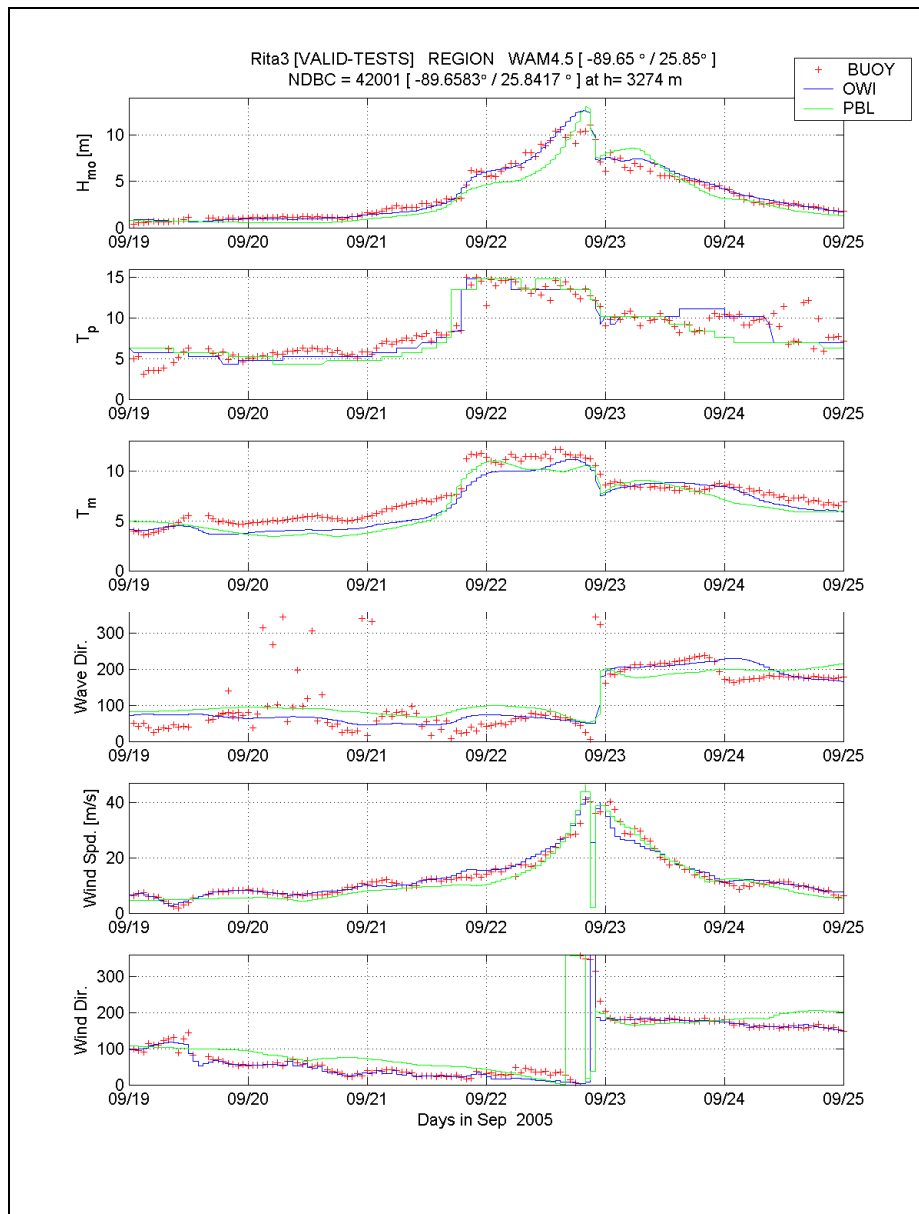 Rita3 [VALID-TESTS] REGION WAM4.5 [ -89.65 ° / 25.85° ]
NDBC = 42001 [ -89.6583° / 25.8417 ° ] at h= 3274 m
BUOY
OWI
PBL
H_mo [m]
10
5
0
09/19 09/20 09/21 09/22 09/23 09/24 09/25
T_p
15
10
5
0
09/19 09/20 09/21 09/22 09/23 09/24 09/25
T_m
10
5
0
09/19 09/20 09/21 09/22 09/23 09/24 09/25
Wave Dir.
300
200
100
0
09/19 09/20 09/21 09/22 09/23 09/24 09/25
Wind Spd. [m/s]
40
20
0
09/19 09/20 09/21 09/22 09/23 09/24 09/25
Wind Dir.
300
200
100
0
09/19 09/20 09/21 09/22 09/23 09/24 09/25
Days in Sep 2005